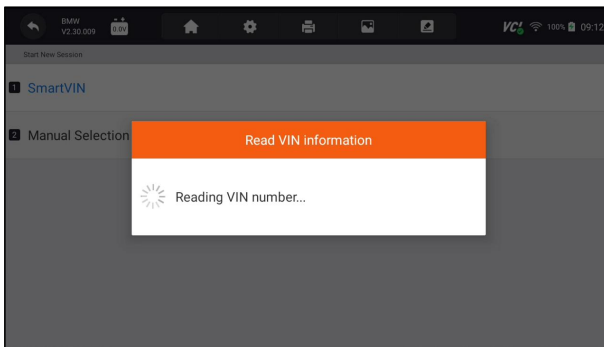 BMW
V2.30.009
0.0V
VCI
100%
09:12
Start New Session
1 SmartVIN
2 Manual Selection
Read VIN information
Reading VIN number...